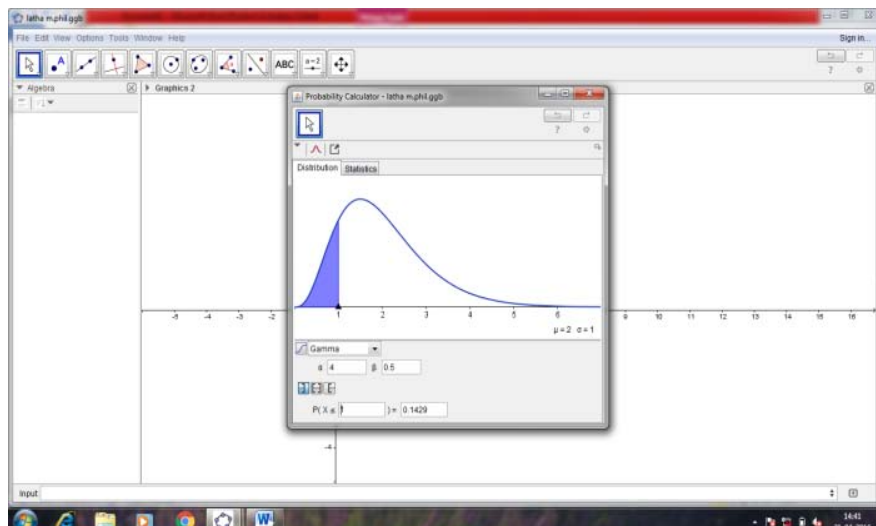 latha m.phil.ggb
File Edit View Options Tools Window Help
Sign in...
ABC
a=2
Algebra
Graphics 2
Probability Calculator - latha m.phil.ggb
Distribution Statistics
1 2 3 4 5 6
μ=2 σ=1
-5 -4 -3 -2 9 10 11 12 13 14 15 16
Gamma
α 4 β 0.5
P( X ≤ 1 ) = 0.1429
-4
Input:
14:41